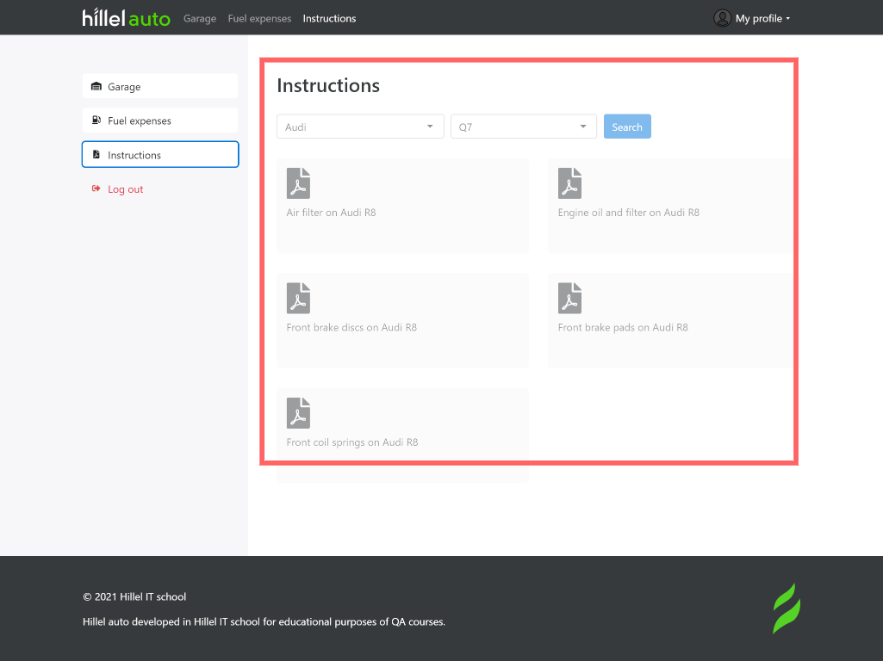 hillel auto Garage Fuel expenses Instructions My profile
Garage
Fuel expenses
Instructions
Log out
Instructions
Audi Q7 Search
Air filter on Audi R8
Engine oil and filter on Audi R8
Front brake discs on Audi R8
Front brake pads on Audi R8
Front coil springs on Audi R8
© 2021 Hillel IT school
Hillel auto developed in Hillel IT school for educational purposes of QA courses.